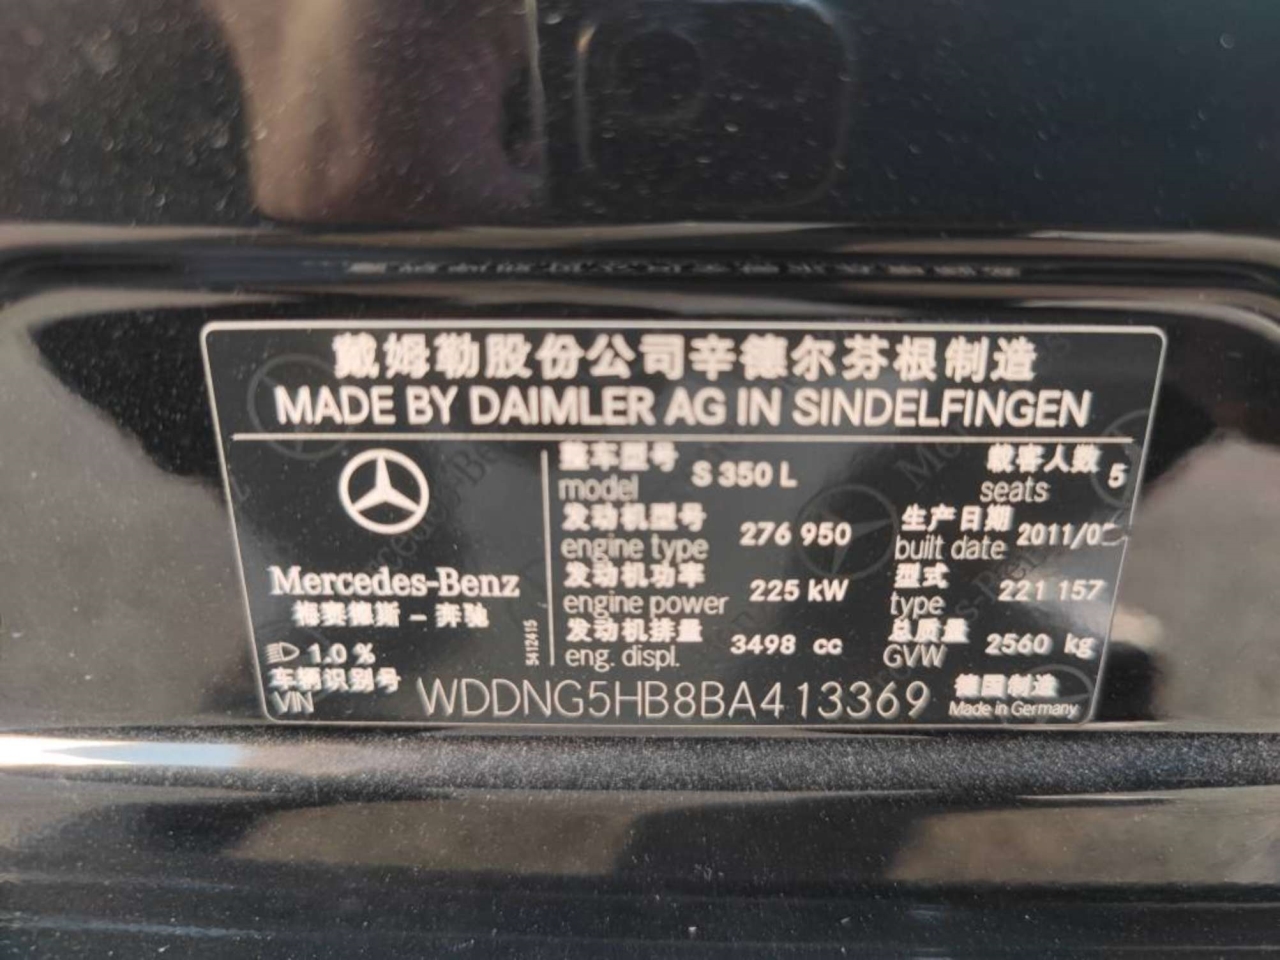 戴姆勒股份公司辛德尔芬根制造
MADE BY DAIMLER AG IN SINDELFINGEN
Mercedes-Benz
梅赛德斯-奔驰
1.0 %
5412415
整车型号
model S 350 L
载客人数
seats 5
发动机型号
engine type 276 950
生产日期
built date 2011/0
发动机功率
engine power 225 kW
型式
type 221 157
发动机排量
eng. displ. 3498 cc
总质量
GVW 2560 kg
车辆识别号
VIN WDDNG5HB8BA413369
德国制造
Made in Germany